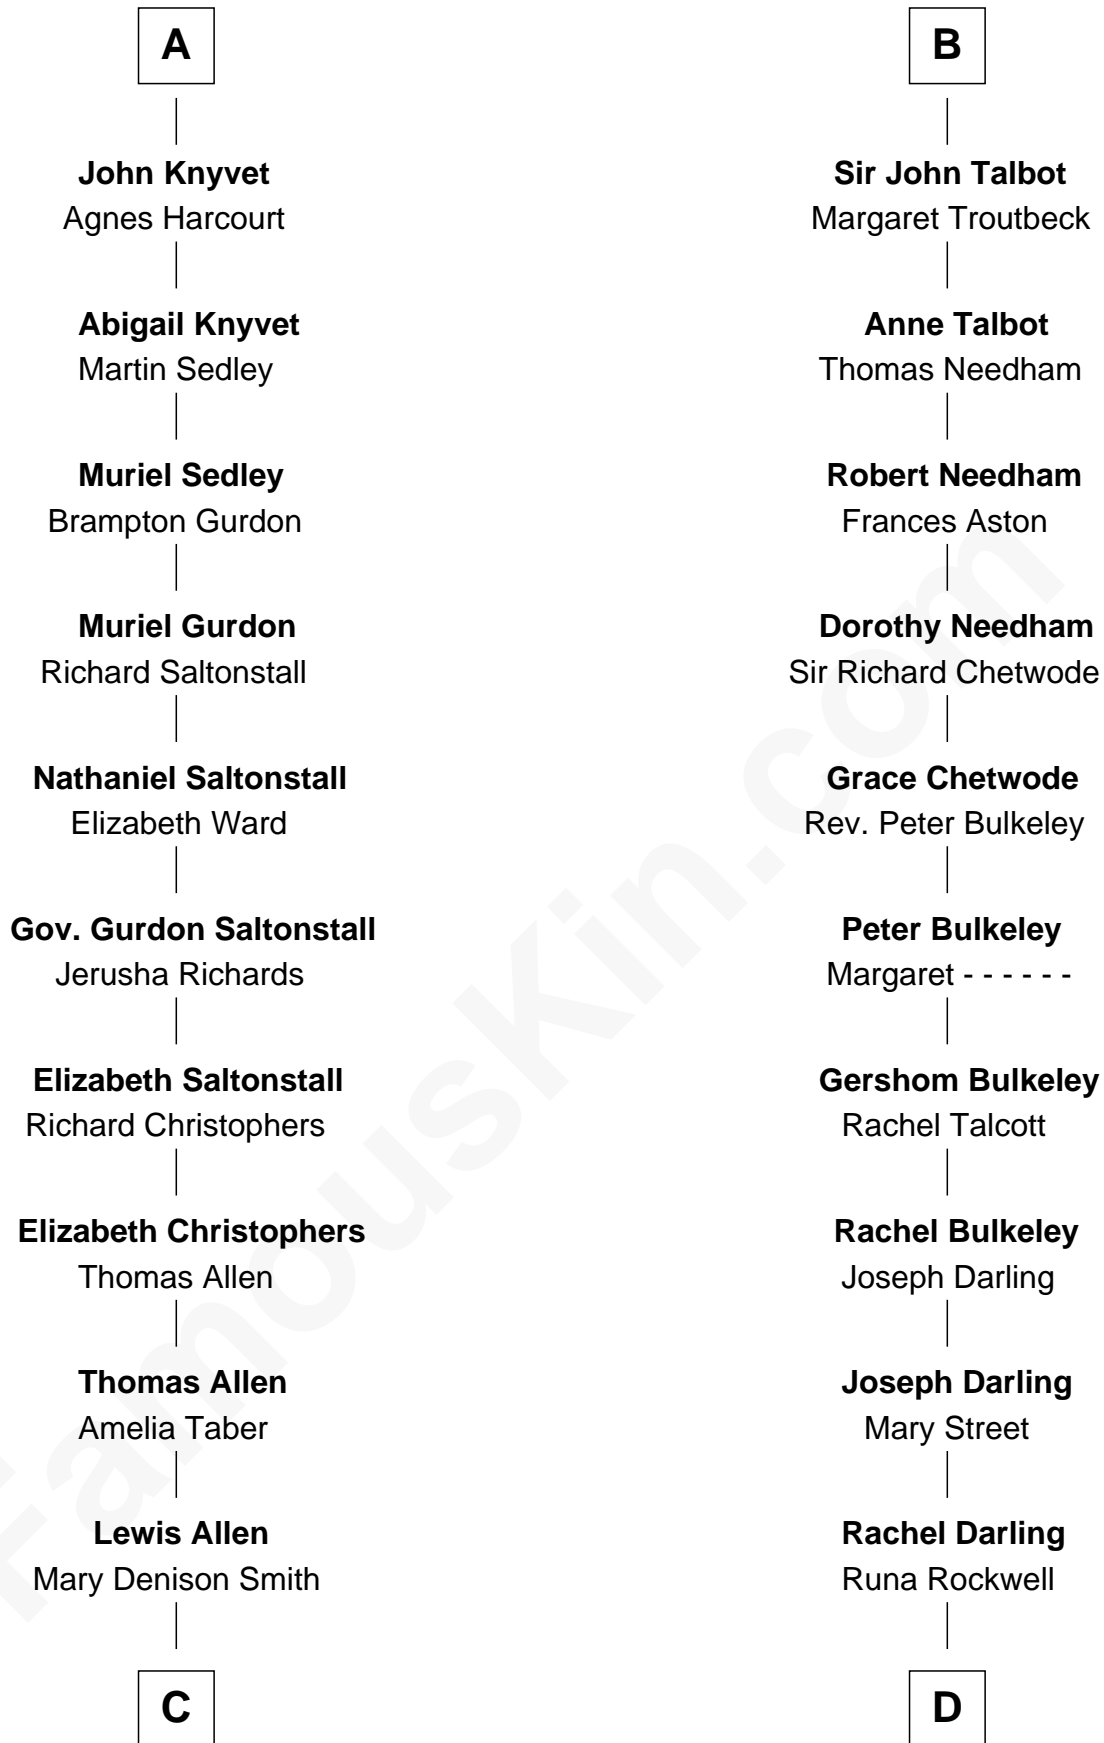 A
John Knyvet
Agnes Harcourt
Abigail Knyvet
Martin Sedley
Muriel Sedley
Brampton Gurdon
Muriel Gurdon
Richard Saltonstall
Nathaniel Saltonstall
Elizabeth Ward
Gov. Gurdon Saltonstall
Jerusha Richards
Elizabeth Saltonstall
Richard Christophers
Elizabeth Christophers
Thomas Allen
Thomas Allen
Amelia Taber
Lewis Allen
Mary Denison Smith
C
B
Sir John Talbot
Margaret Troutbeck
Anne Talbot
Thomas Needham
Robert Needham
Frances Aston
Dorothy Needham
Sir Richard Chetwode
Grace Chetwode
Rev. Peter Bulkeley
Peter Bulkeley
Margaret - - - - - -
Gershom Bulkeley
Rachel Talcott
Rachel Bulkeley
Joseph Darling
Joseph Darling
Mary Street
Rachel Darling
Runa Rockwell
D
FamousKin.com